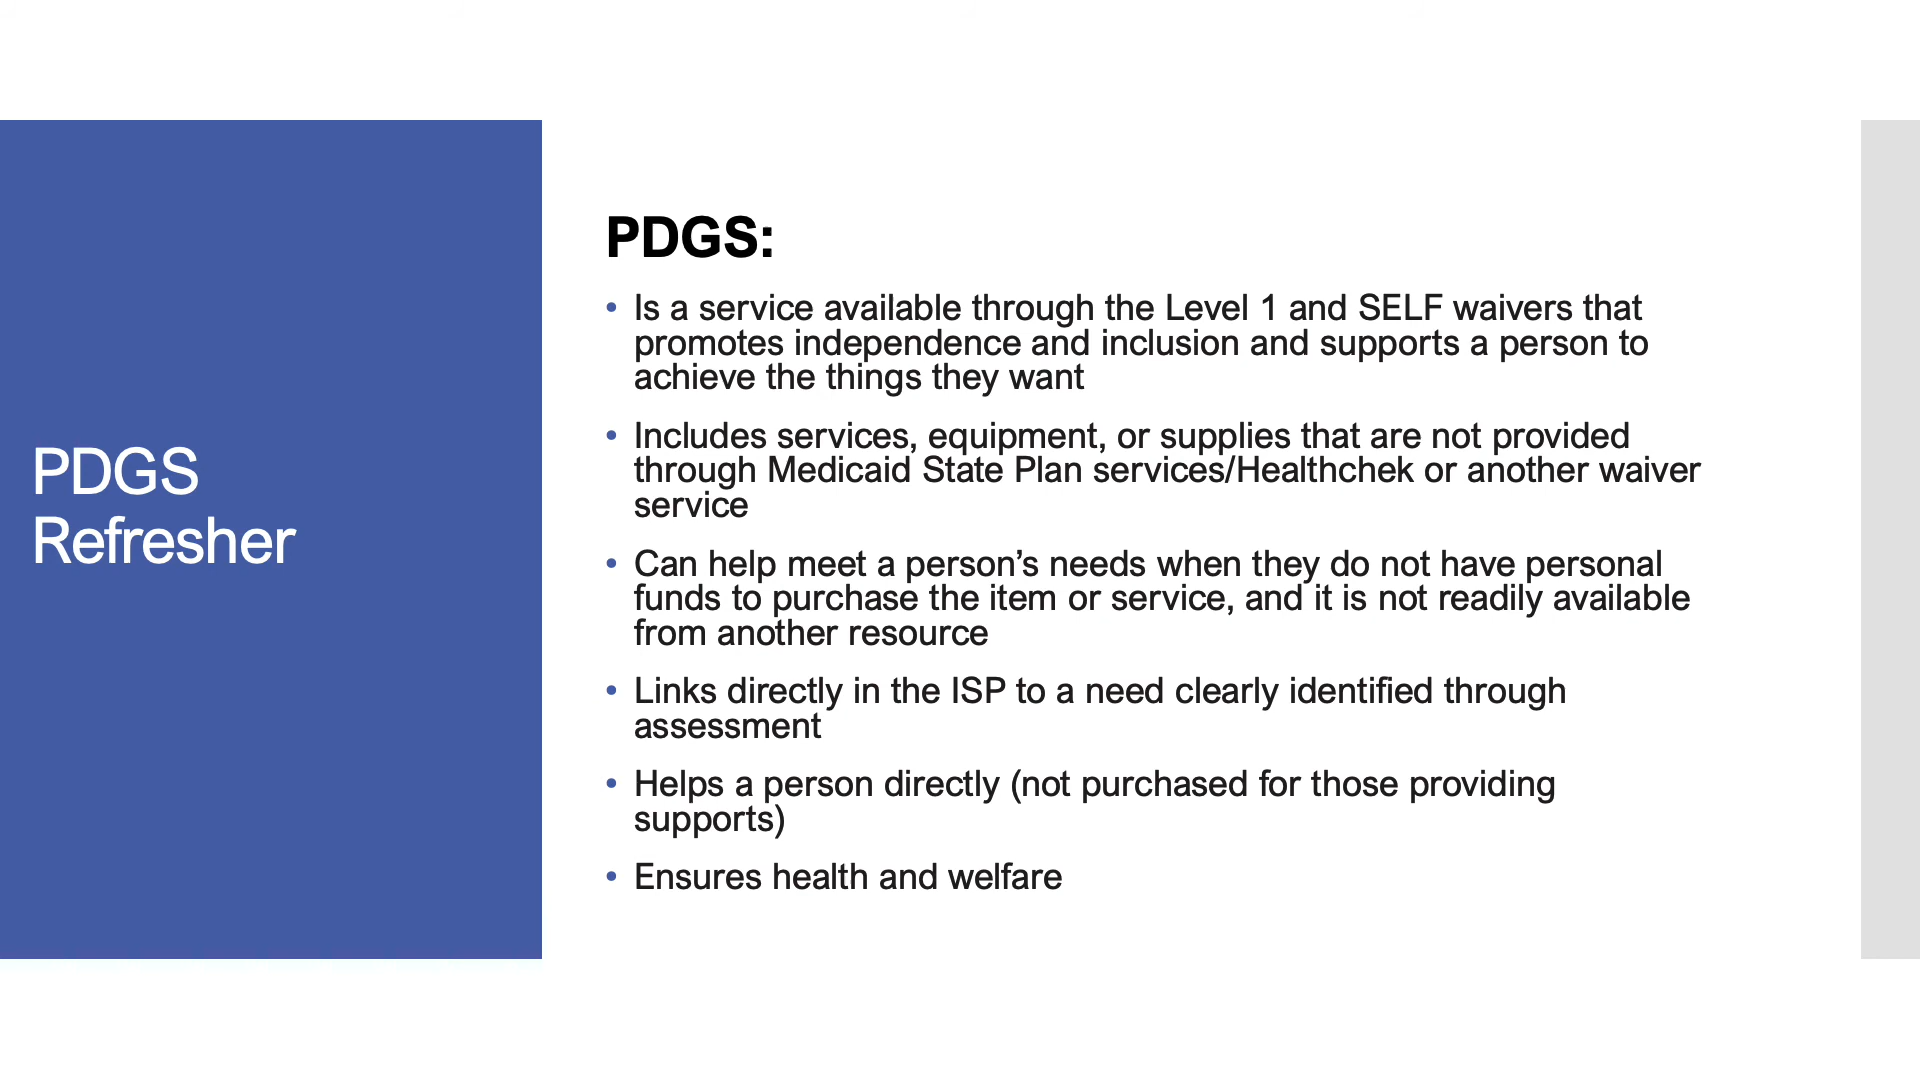 PDGS
Refresher
PDGS:
• Is a service available through the Level 1 and SELF waivers that
promotes independence and inclusion and supports a person to
achieve the things they want
• Includes services, equipment, or supplies that are not provided
through Medicaid State Plan services/Healthchek or another waiver
service
• Can help meet a person’s needs when they do not have personal
funds to purchase the item or service, and it is not readily available
from another resource
• Links directly in the ISP to a need clearly identified through
assessment
• Helps a person directly (not purchased for those providing
supports)
• Ensures health and welfare